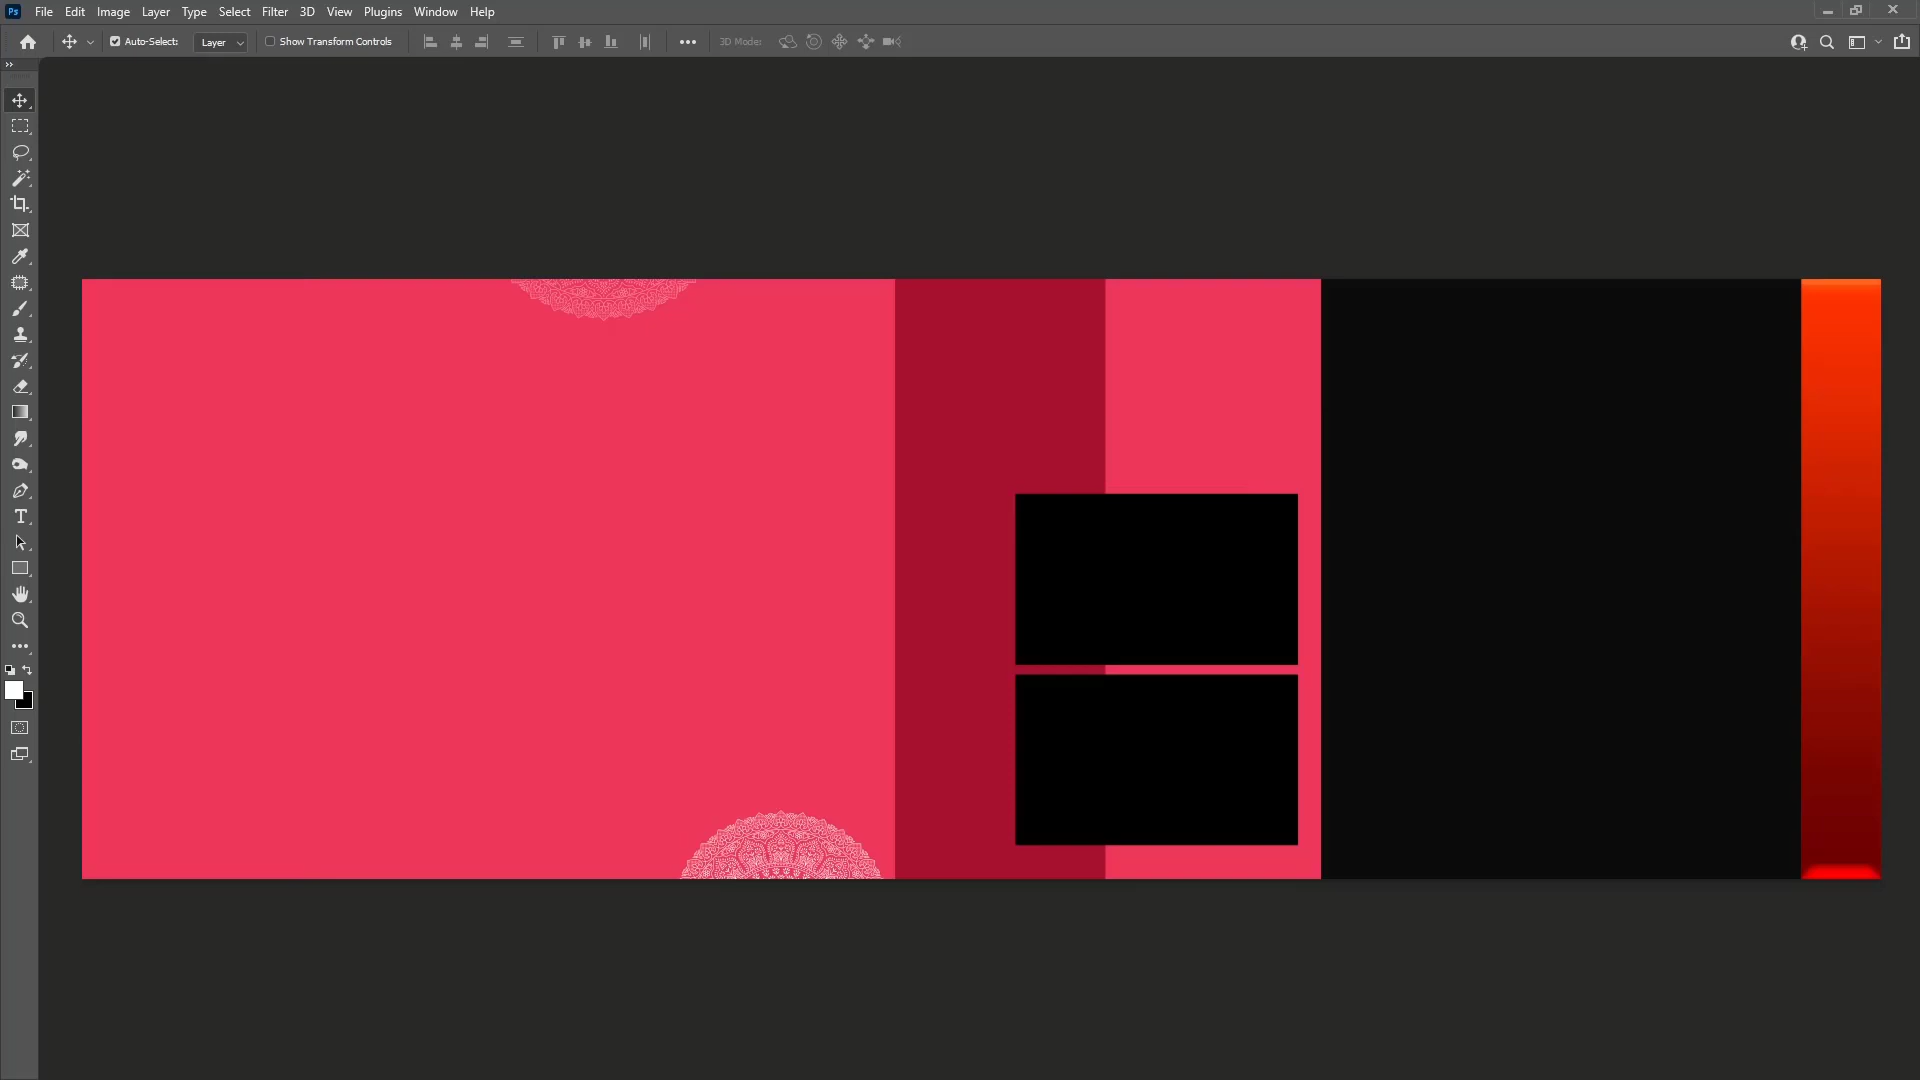 Ps File Edit Image Layer Type Select Filter 3D View Plugins Window Help
Auto-Select: Layer Show Transform Controls 3D Mode:
T